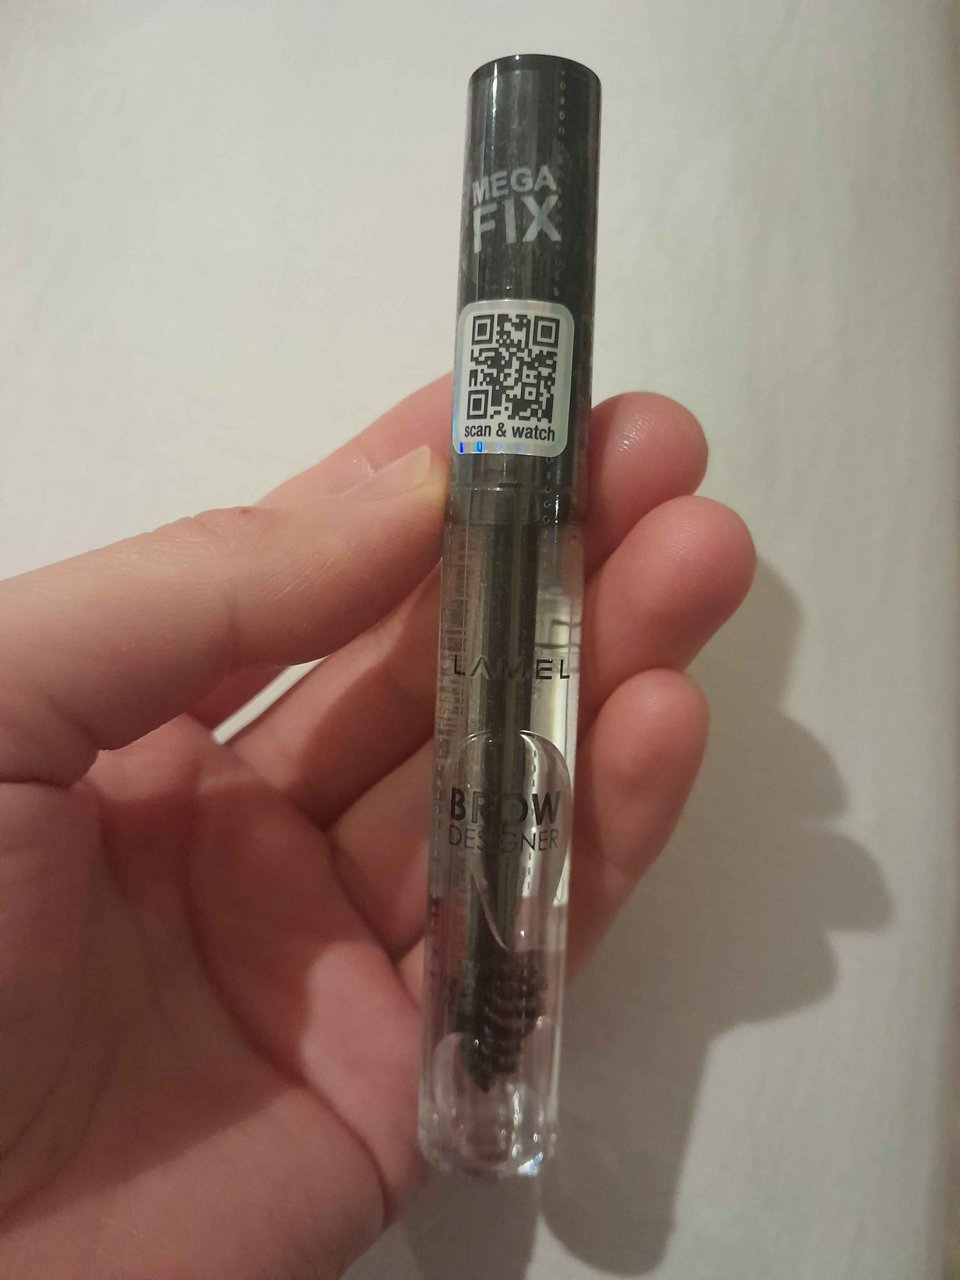 MEGA
FIX
scan & watch
LAMEL
BROW
DESIGNER